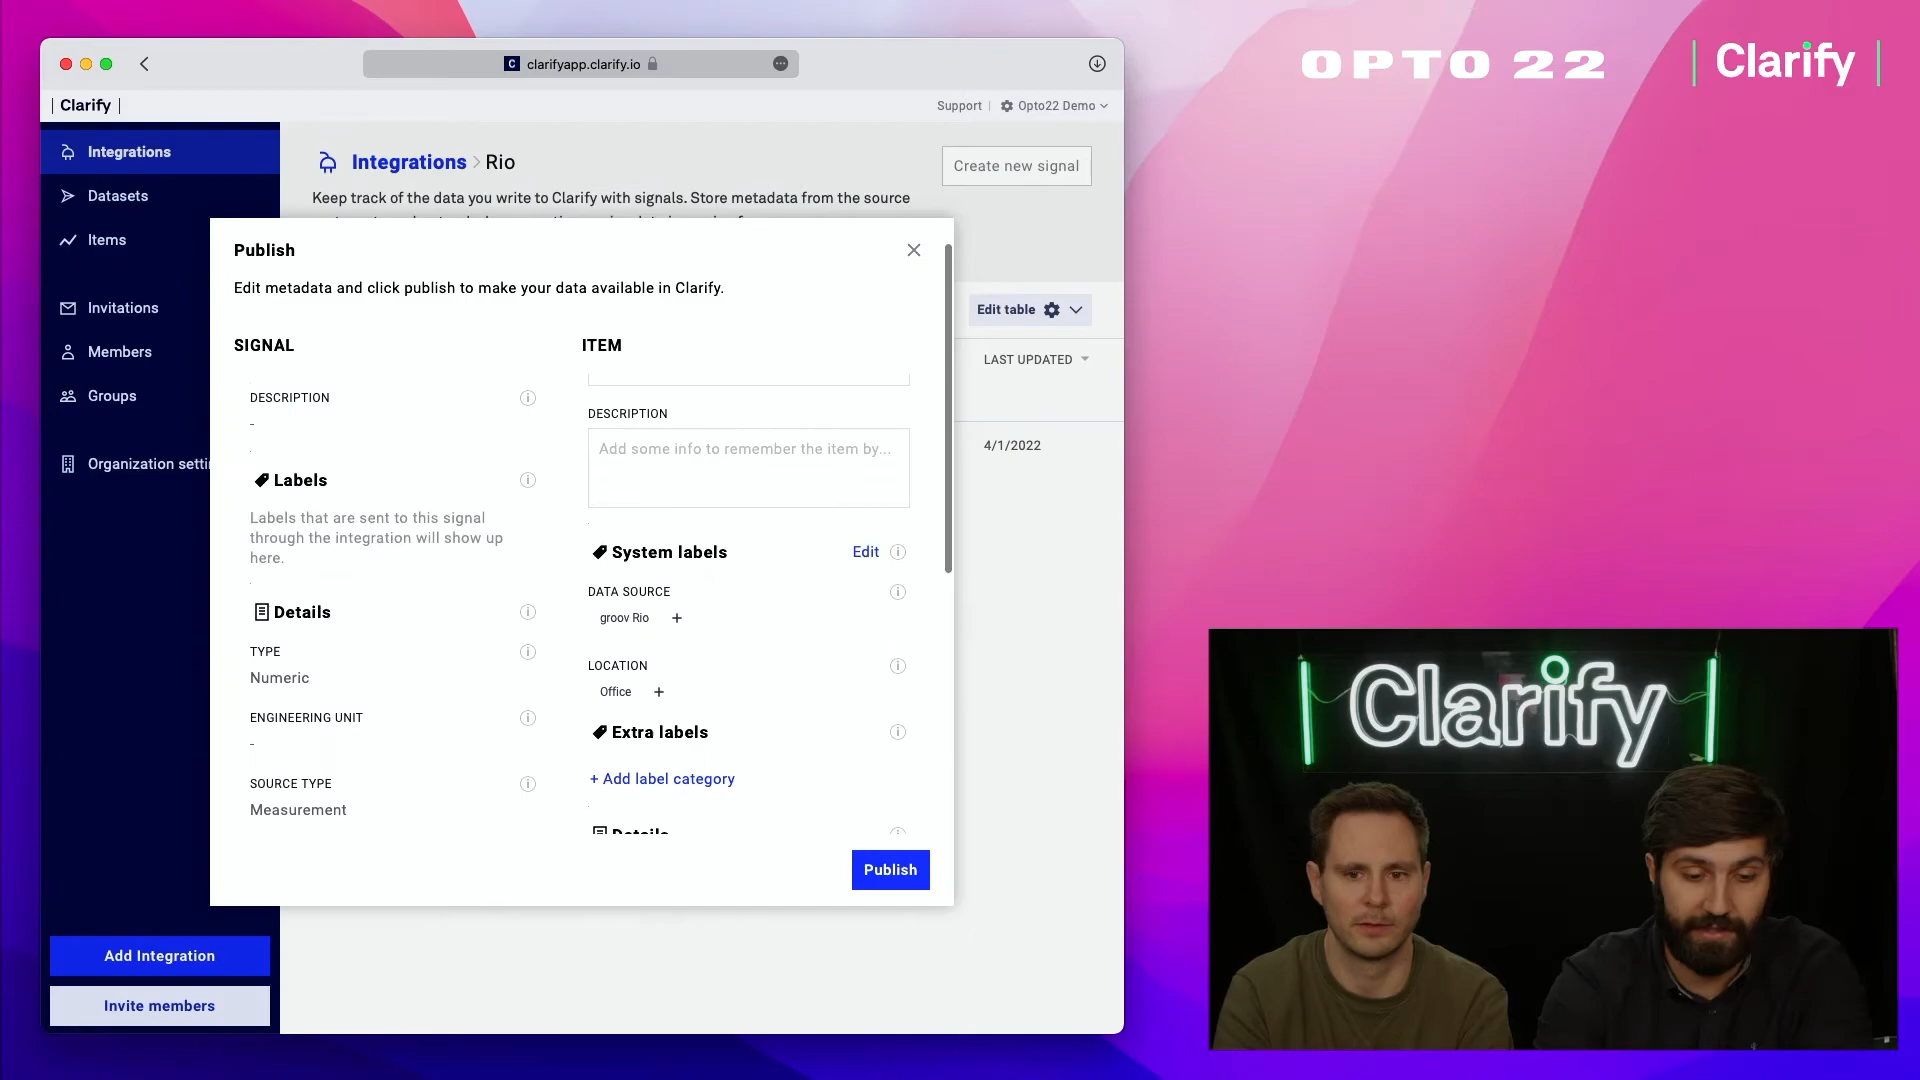 OPTO 22
Clarify
clarifyapp.clarify.io
Clarify
Support
Opto22 Demo
Integrations
Datasets
Items
Invitations
Members
Groups
Organization setti
Add Integration
Invite members
Integrations > Rio
Create new signal
Keep track of the data you write to Clarify with signals. Store metadata from the source
Edit table
LAST UPDATED
4/1/2022
Publish
Edit metadata and click publish to make your data available in Clarify.
SIGNAL
DESCRIPTION
-
Labels
Labels that are sent to this signal
through the integration will show up
here.
Details
TYPE
Numeric
ENGINEERING UNIT
-
SOURCE TYPE
Measurement
ITEM
DESCRIPTION
Add some info to remember the item by...
System labels
Edit
DATA SOURCE
groov Rio +
LOCATION
Office +
Extra labels
+ Add label category
Details
Publish
Clarify